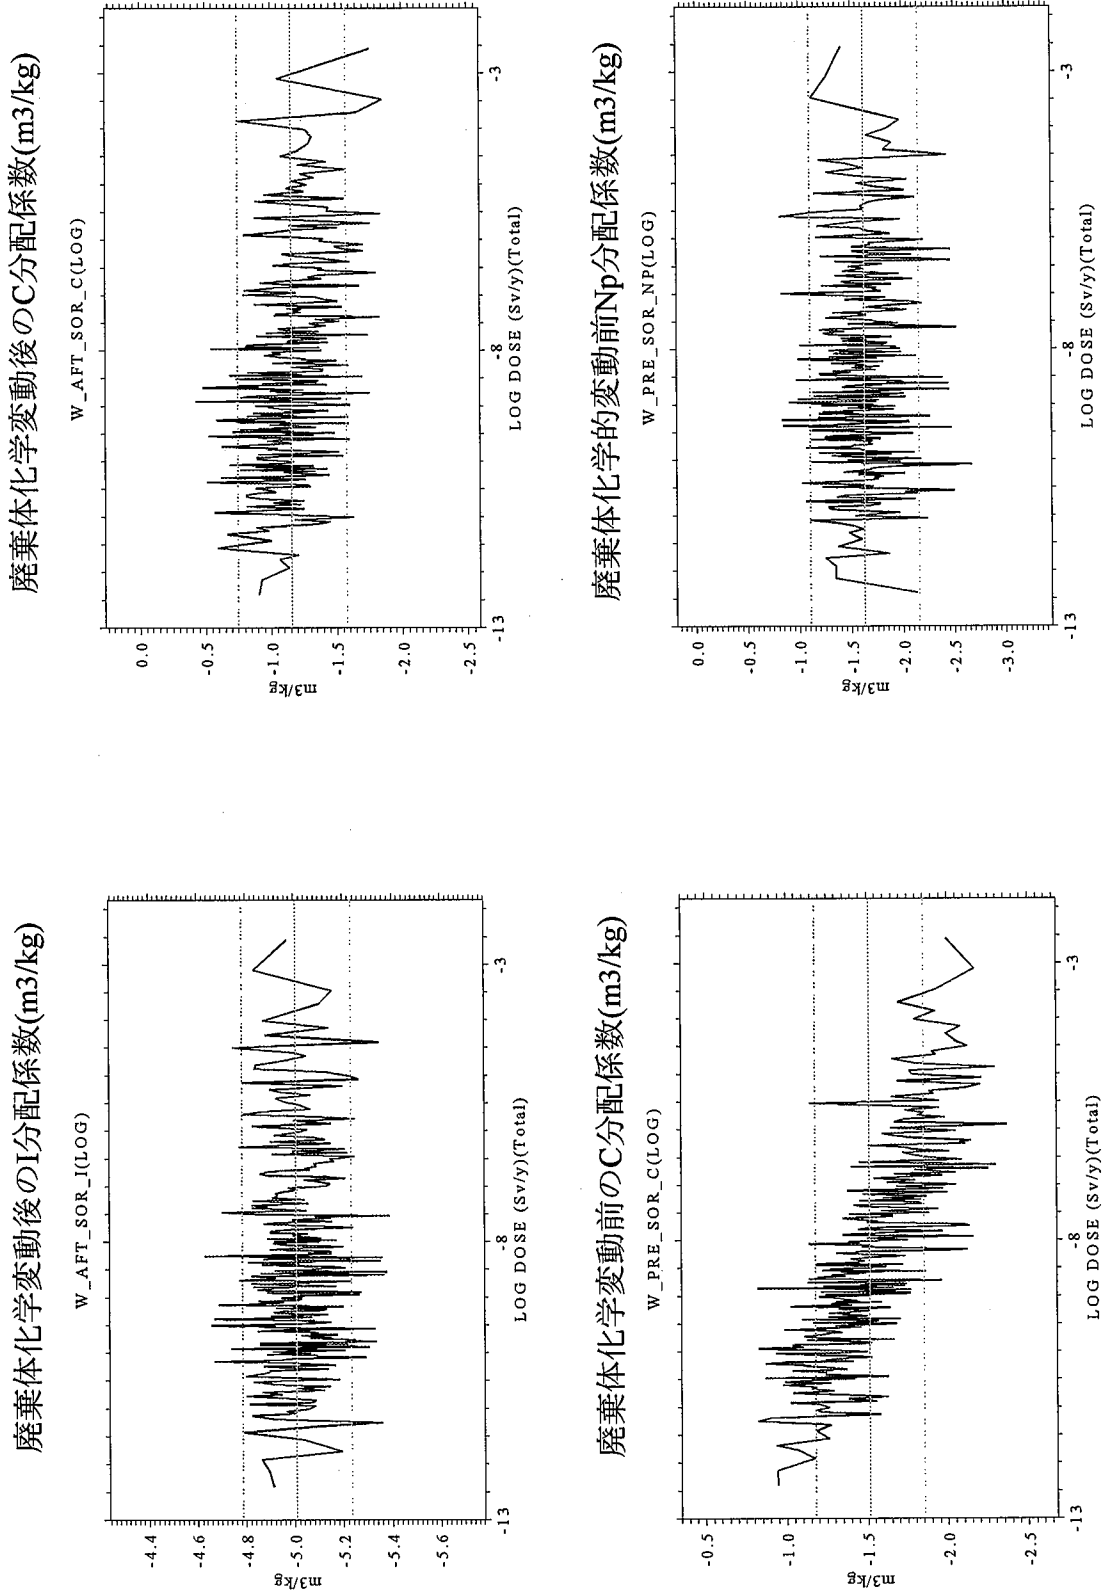 廃棄体化学変動後のI分配係数(m3/kg)
W_AFT_SOR_I(LOG)
-4.4
-4.6
-4.8
-5.0
-5.2
-5.4
-5.6
m3/kg
-13
-8
-3
LOG DOSE (Sv/y)(Total)
廃棄体化学変動後のC分配係数(m3/kg)
W_AFT_SOR_C(LOG)
0.0
-0.5
-1.0
-1.5
-2.0
-2.5
m3/kg
-13
-8
-3
LOG DOSE (Sv/y)(Total)
廃棄体化学変動前のC分配係数(m3/kg)
W_PRE_SOR_C(LOG)
-0.5
-1.0
-1.5
-2.0
-2.5
m3/kg
-13
-8
-3
LOG DOSE (Sv/y)(Total)
廃棄体化学的変動前Np分配係数(m3/kg)
W_PRE_SOR_NP(LOG)
0.0
-0.5
-1.0
-1.5
-2.0
-2.5
-3.0
m3/kg
-13
-8
-3
LOG DOSE (Sv/y)(Total)